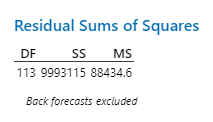 Residual Sums of Squares
DF SS MS
113 9993115 88434.6
Back forecasts excluded